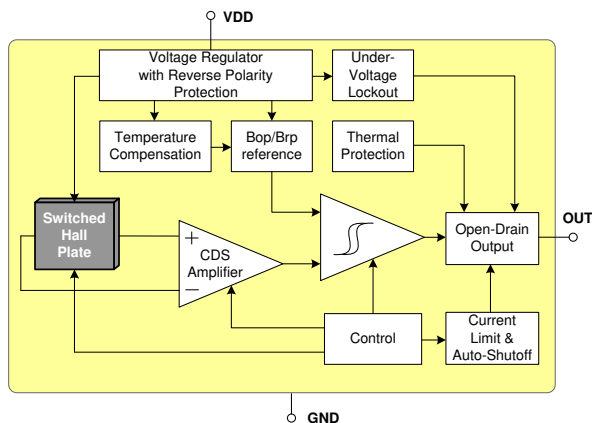 VDD
Voltage Regulator
with Reverse Polarity
Protection
Under-
Voltage
Lockout
Temperature
Compensation
Bop/Brp
reference
Thermal
Protection
Switched
Hall
Plate
+
CDS
Amplifier
−
Open-Drain
Output
OUT
Control
Current
Limit &
Auto-Shutoff
GND